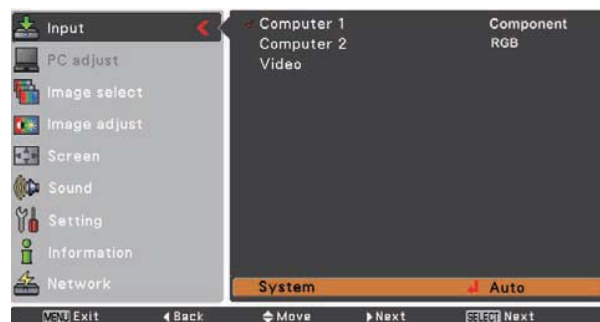 Input
PC adjust
Image select
Image adjust
Screen
Sound
Setting
Information
Network
Computer 1 Component
Computer 2 RGB
Video
System Auto
MENU Exit Back Move Next SELECT Next